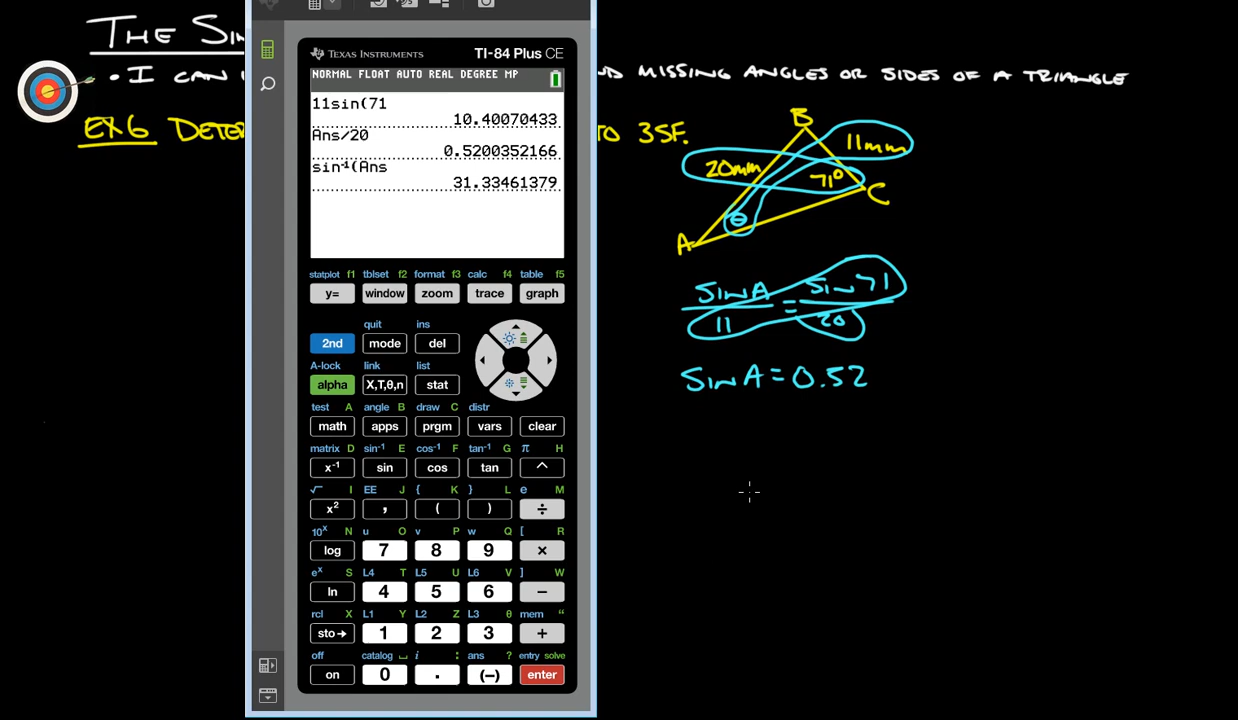 THE SIN
• I CAN
ND MISSING ANGLES OR SIDES OF A TRIANGLE
EX6 DETER
TO 3SF.
B
11mm
20mm
71°
C
θ
A
SinA/11 = Sin71/20
SinA = 0.52
TEXAS INSTRUMENTS TI-84 Plus CE
NORMAL FLOAT AUTO REAL DEGREE MP
11sin(71
10.40070433
Ans/20
0.5200352166
sin⁻¹(Ans
31.33461379
statplot f1 tblset f2 format f3 calc f4 table f5
y= window zoom trace graph
quit ins
2nd mode del
A-lock link list
alpha X,T,θ,n stat
test A angle B draw C distr
math apps prgm vars clear
matrix D sin⁻¹ E cos⁻¹ F tan⁻¹ G π H
x⁻¹ sin cos tan ^
√ I EE J { K } L e M
x² , ( ) ÷
10ˣ N u O v P w Q [ R
log 7 8 9 ×
eˣ S L4 T L5 U L6 V ] W
ln 4 5 6 −
rcl X L1 Y L2 Z L3 θ mem "
sto→ 1 2 3 +
off catalog ⎵ i : ans ? entry solve
on 0 . (−) enter